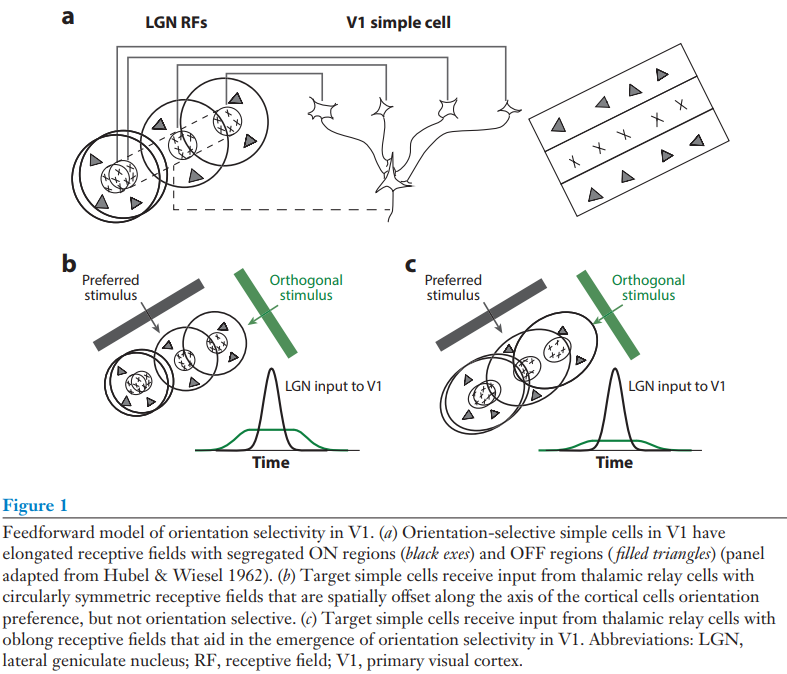 a
LGN RFs
V1 simple cell
b
Preferred
stimulus
Orthogonal
stimulus
LGN input to V1
Time
c
Preferred
stimulus
Orthogonal
stimulus
LGN input to V1
Time
Figure 1
Feedforward model of orientation selectivity in V1. (a) Orientation-selective simple cells in V1 have
elongated receptive fields with segregated ON regions (black exes) and OFF regions (filled triangles) (panel
adapted from Hubel & Wiesel 1962). (b) Target simple cells receive input from thalamic relay cells with
circularly symmetric receptive fields that are spatially offset along the axis of the cortical cells orientation
preference, but not orientation selective. (c) Target simple cells receive input from thalamic relay cells with
oblong receptive fields that aid in the emergence of orientation selectivity in V1. Abbreviations: LGN,
lateral geniculate nucleus; RF, receptive field; V1, primary visual cortex.